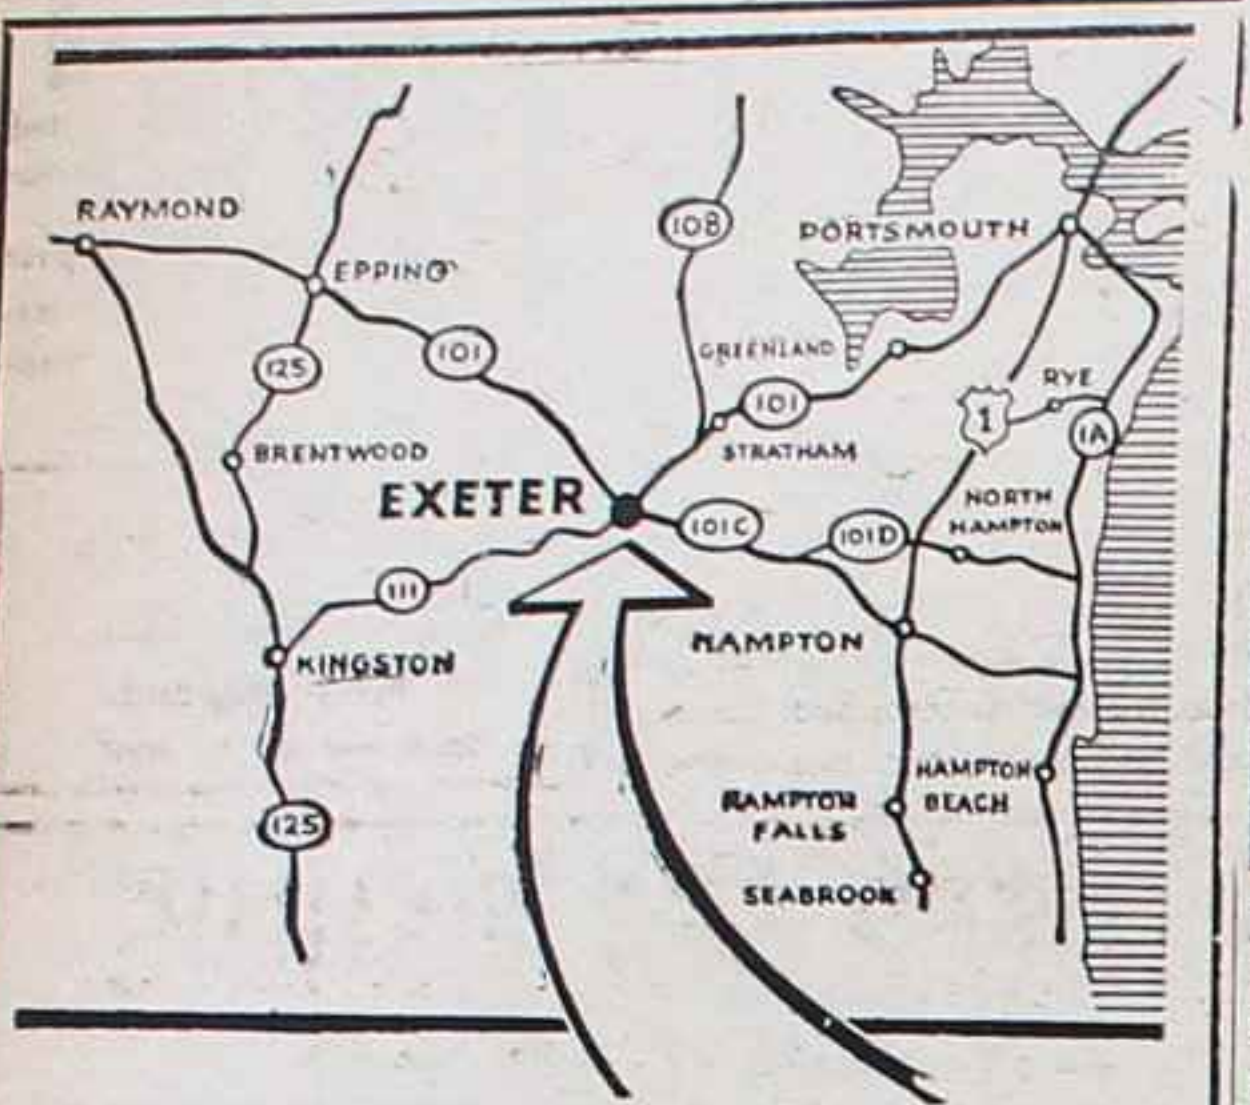 RAYMOND
108
PORTSMOUTH
EPPING
125
101
GREENLAND
101
1
RYE
1A
BRENTWOOD
STRATHAM
EXETER
101C
101D
NORTH
HAMPTON
111
HAMPTON
KINGSTON
HAMPTON
BEACH
HAMPTON
FALLS
125
SEABROOK